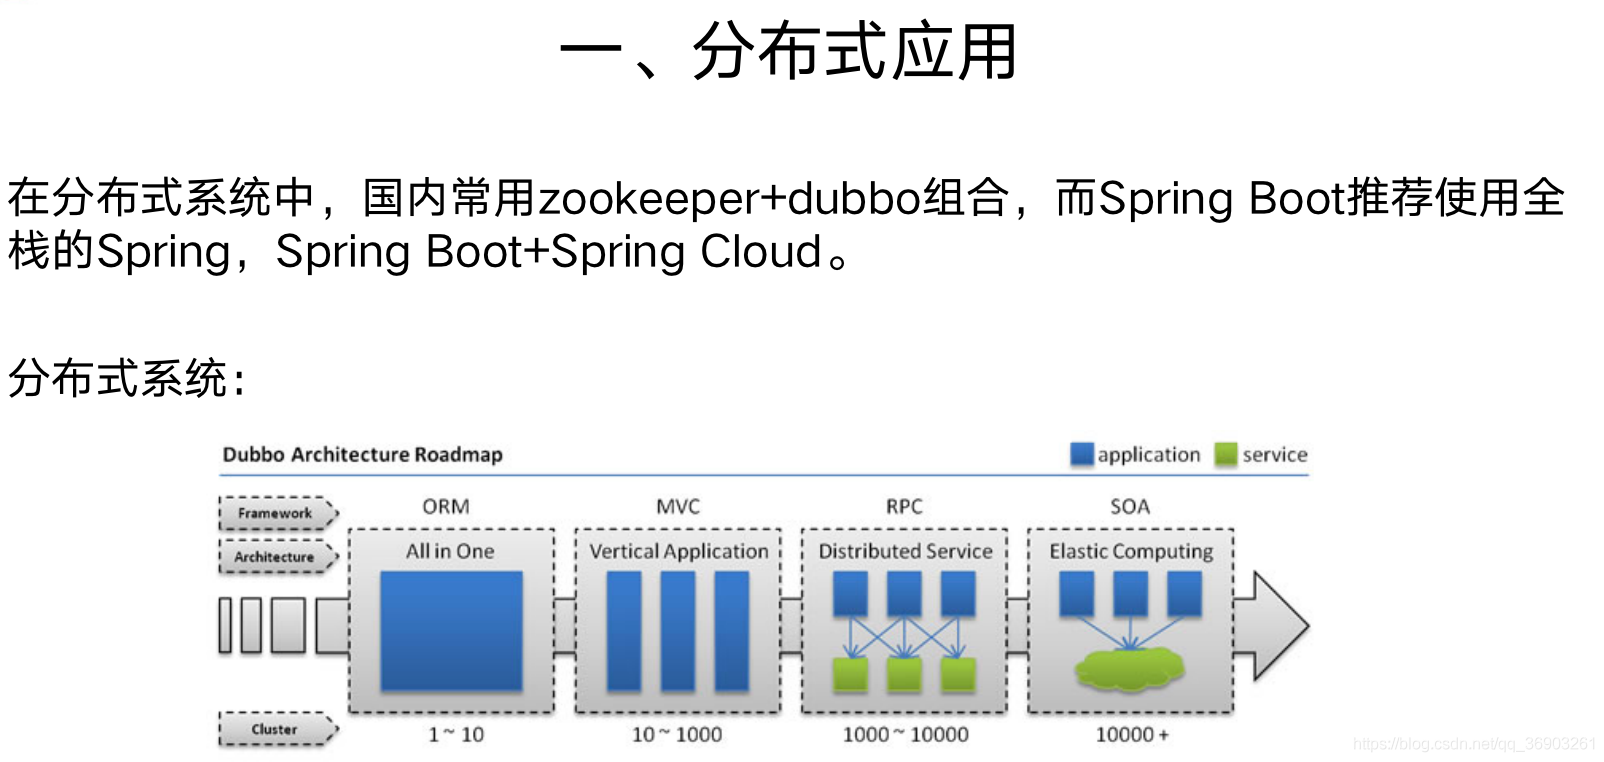 一、分布式应用
在分布式系统中，国内常用zookeeper+dubbo组合，而Spring Boot推荐使用全
栈的Spring，Spring Boot+Spring Cloud。
分布式系统：
Dubbo Architecture Roadmap
application
service
Framework
ORM
MVC
RPC
SOA
Architecture
All in One
Vertical Application
Distributed Service
Elastic Computing
Cluster
1 ~ 10
10 ~ 1000
1000 ~ 10000
10000 +
https://blog.csdn.net/qq_36903261